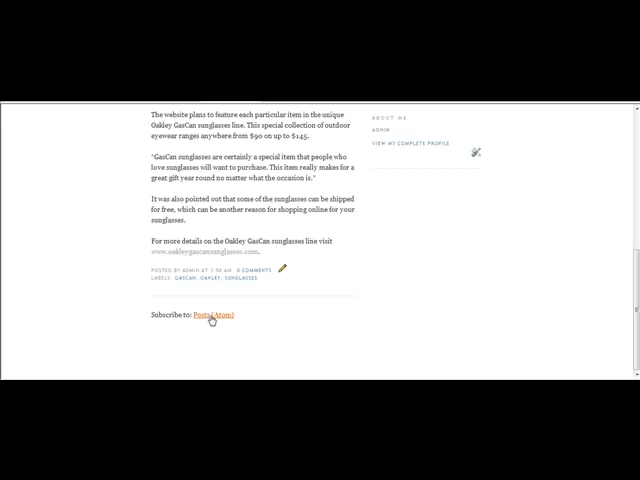 The website plans to feature each particular item in the unique
Oakley GasCan sunglasses line. This special collection of outdoor
eyewear ranges anywhere from $90 on up to $145.
"GasCan sunglasses are certainly a special item that people who
love sunglasses will want to purchase. This item really makes for a
great gift year round no matter what the occasion is."
It was also pointed out that some of the sunglasses can be shipped
for free, which can be another reason for shopping online for your
sunglasses.
For more details on the Oakley GasCan sunglasses line visit
www.oakleygascansunglasses.com.
POSTED BY ADMIN AT 1:50 AM 0 COMMENTS
LABELS: GASCAN, OAKLEY, SUNGLASSES
Subscribe to: Posts (Atom)
ABOUT ME
ADMIN
VIEW MY COMPLETE PROFILE